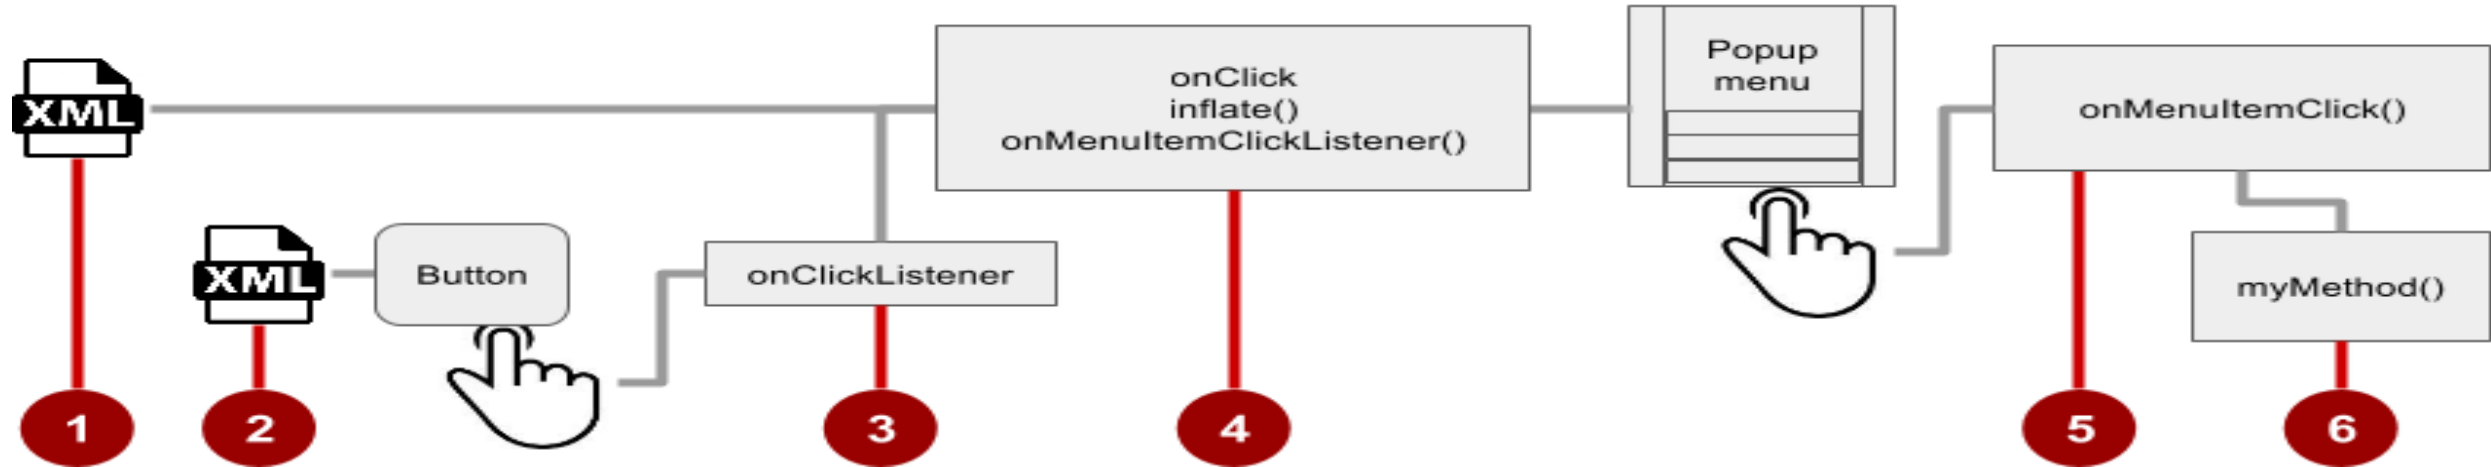 XML
XML
Button
onClickListener
onClick
inflate()
onMenuItemClickListener()
Popup
menu
onMenuItemClick()
myMethod()
1
2
3
4
5
6